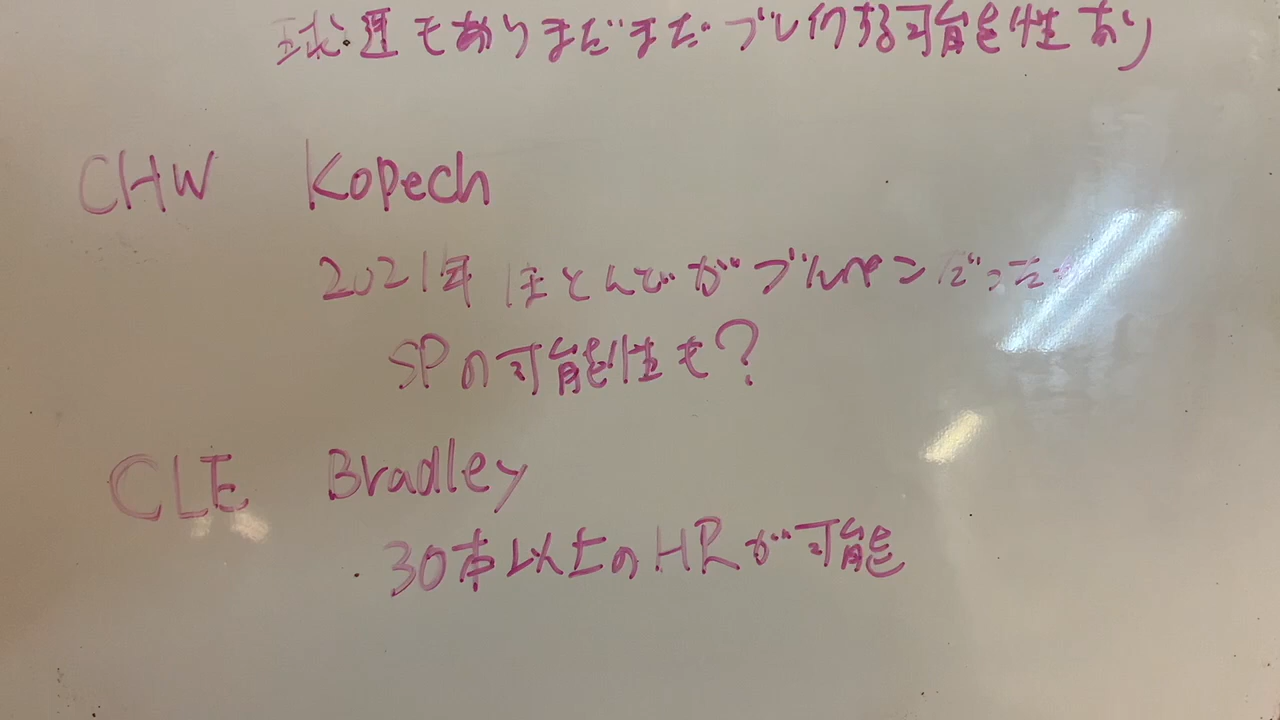 球速もありまだまだブレイクする可能性あり
CHW Kopech
2021年ほとんどがブルペンだったが
SPの可能性も?
CLE Bradley
30本以上のHRが可能